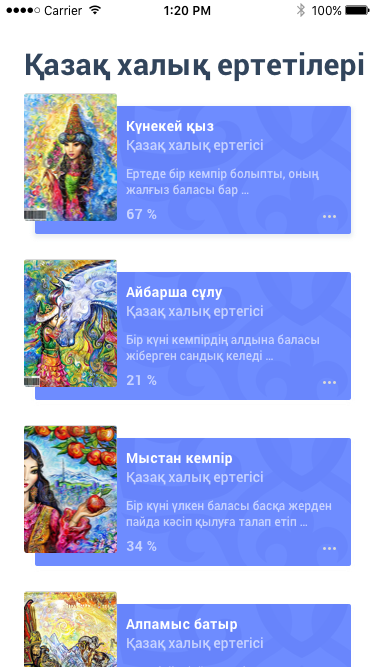 Carrier 1:20 PM 100%
Қазақ халық ертетілері
Күнекей қыз
Қазақ халық ертегісі
Ертеде бір кемпір болыпты, оның
жалғыз баласы бар ...
67 %
Айбарша сұлу
Қазақ халық ертегісі
Бір күні кемпірдің алдына баласы
жіберген сандық келеді ...
21 %
Мыстан кемпір
Қазақ халық ертегісі
Бір күні үлкен баласы басқа жерден
пайда кәсіп қылуға талап етіп ...
34 %
Алпамыс батыр
Қазақ халық ертегісі